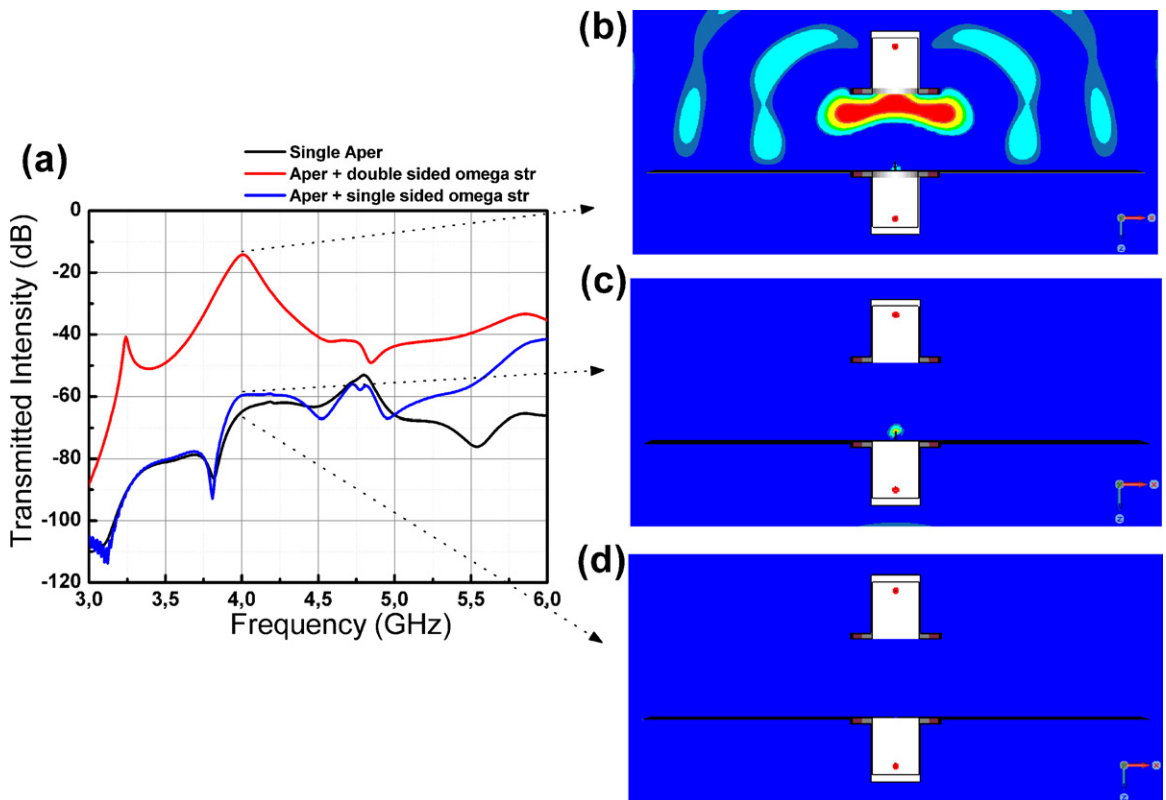 (a)
Single Aper
Aper + double sided omega str
Aper + single sided omega str
Transmitted Intensity (dB)
0
-20
-40
-60
-80
-100
-120
3,0
3,5
4,0
4,5
5,0
5,5
6,0
Frequency (GHz)
(b)
x
z
(c)
x
z
(d)
x
z